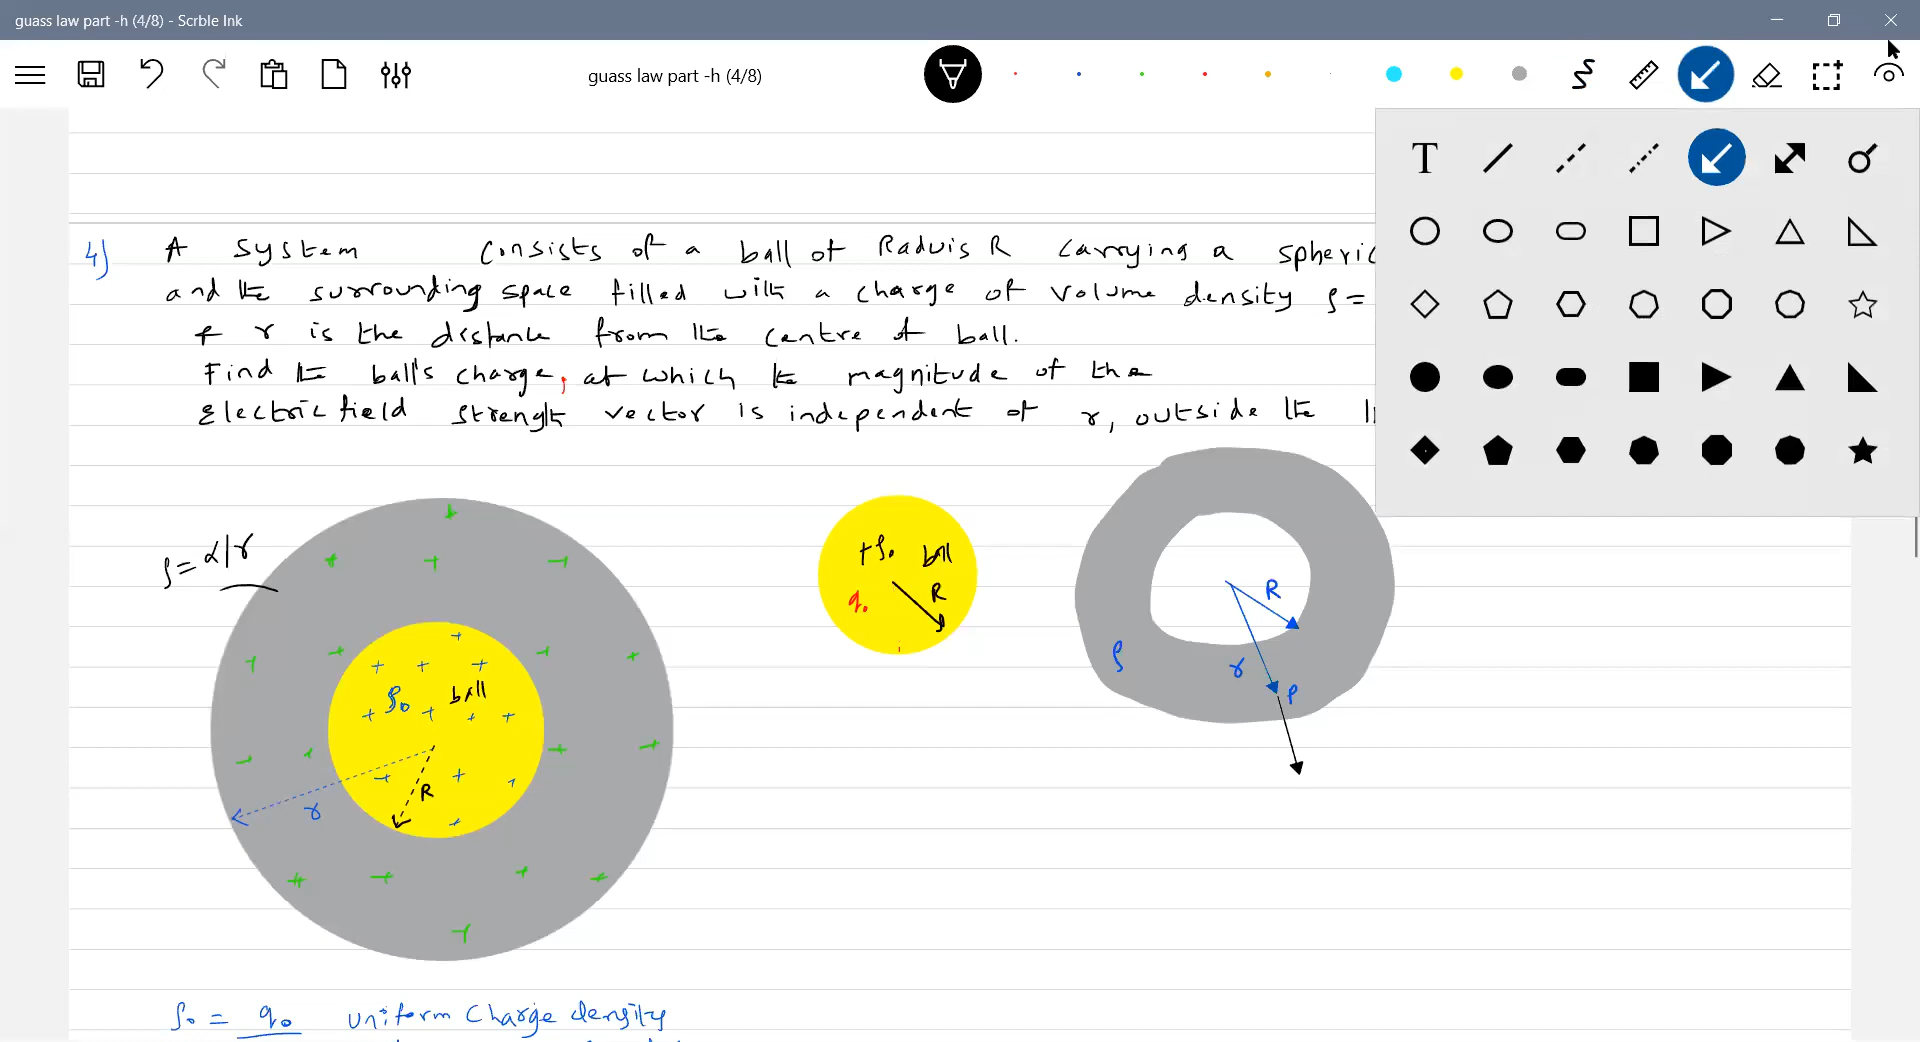 guass law part -h (4/8) - Scrble Ink
guass law part -h (4/8)
T
4) A System Consists of a ball of Raduis R carrying a spheric
and the surrounding space filled with a charge of volume density ρ =
& r is the distance from the centre of ball.
Find the ball's charge, at which the magnitude of the
Electric field strength vector is independent of r, outside the
ρ = α/r
ρ₀ ball
R
r
+ρ₀ ball
q₀ R
R
ρ
r
P
ρ₀ = q₀ uniform Charge density